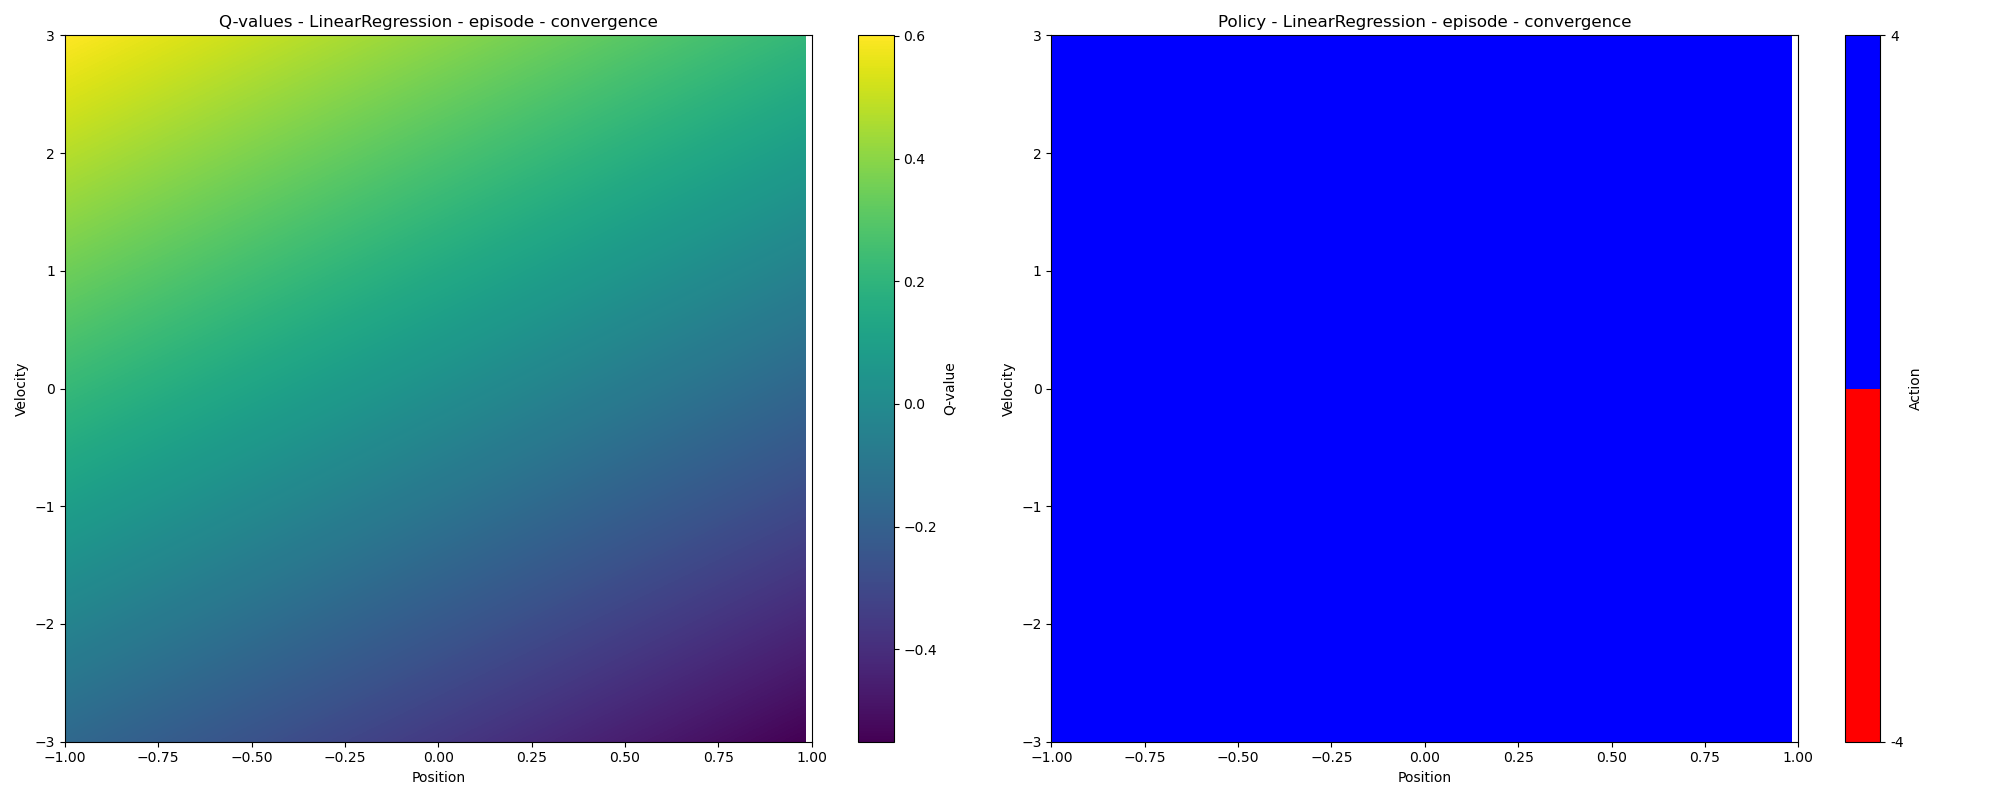 Q-values - LinearRegression - episode - convergence
3
2
1
0
−1
−2
−3
Velocity
−1.00 −0.75 −0.50 −0.25 0.00 0.25 0.50 0.75 1.00
Position
0.6
0.4
0.2
0.0
−0.2
−0.4
Q-value
Policy - LinearRegression - episode - convergence
3
2
1
0
−1
−2
−3
Velocity
−1.00 −0.75 −0.50 −0.25 0.00 0.25 0.50 0.75 1.00
Position
4
-4
Action